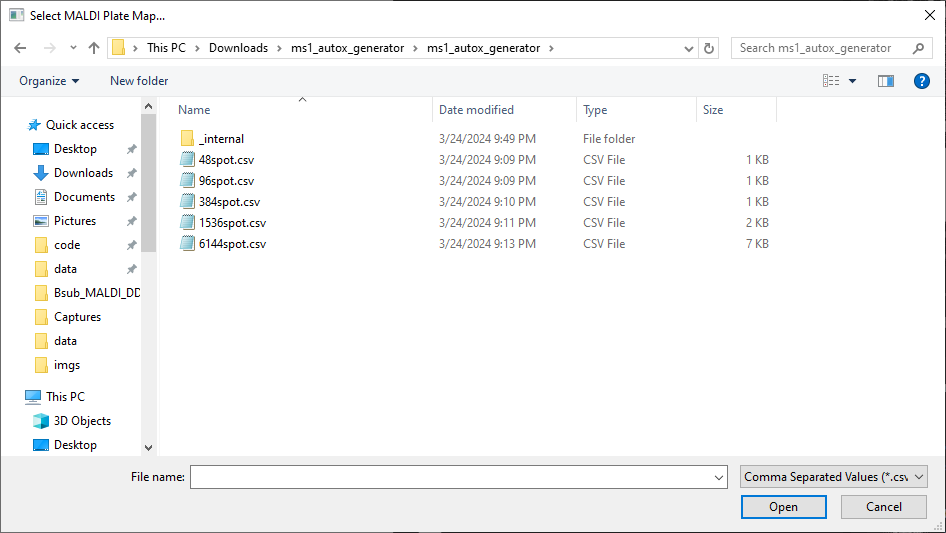 Select MALDI Plate Map...
This PC > Downloads > ms1_autox_generator > ms1_autox_generator >
Search ms1_autox_generator
Organize
New folder
Name
Date modified
Type
Size
Quick access
Desktop
Downloads
Documents
Pictures
code
data
Bsub_MALDI_DD
Captures
data
imgs
This PC
3D Objects
Desktop
_internal 3/24/2024 9:49 PM File folder
48spot.csv 3/24/2024 9:09 PM CSV File 1 KB
96spot.csv 3/24/2024 9:09 PM CSV File 1 KB
384spot.csv 3/24/2024 9:10 PM CSV File 1 KB
1536spot.csv 3/24/2024 9:11 PM CSV File 2 KB
6144spot.csv 3/24/2024 9:13 PM CSV File 7 KB
File name:
Comma Separated Values (*.csv
Open
Cancel